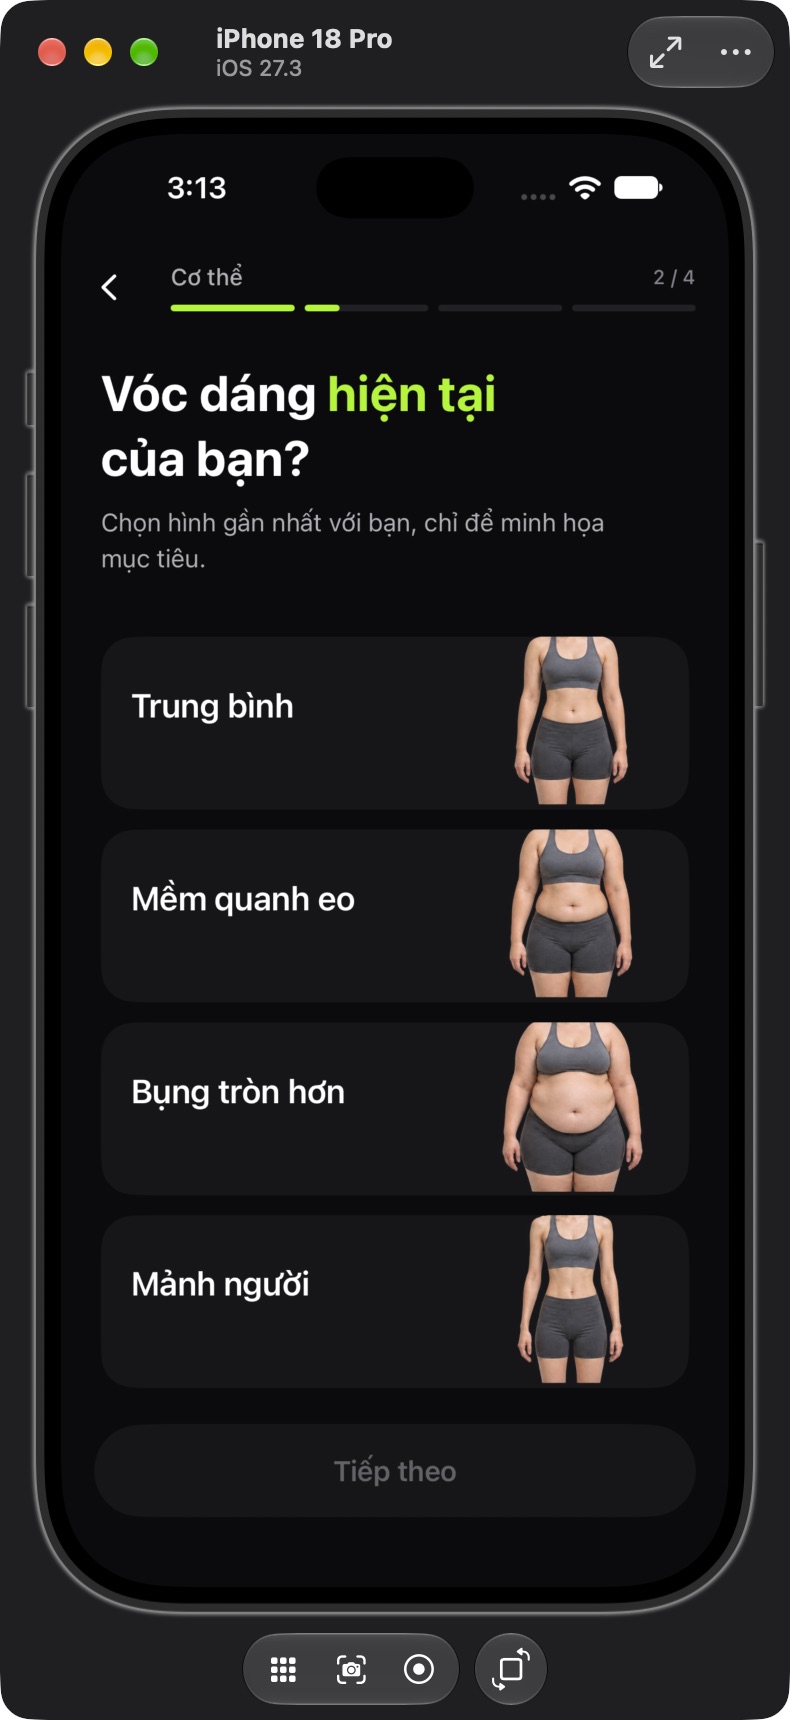 iPhone 18 Pro
iOS 27.3
3:13
Cơ thể
2 / 4
Vóc dáng hiện tại
của bạn?
Chọn hình gần nhất với bạn, chỉ để minh họa
mục tiêu.
Trung bình
Mềm quanh eo
Bụng tròn hơn
Mảnh người
Tiếp theo